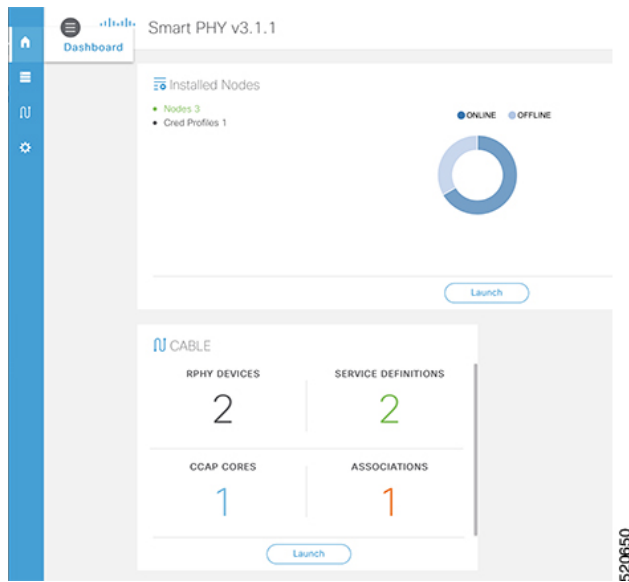 Smart PHY v3.1.1
Dashboard
Installed Nodes
Nodes 3
Cred Profiles 1
ONLINE OFFLINE
Launch
CABLE
RPHY DEVICES SERVICE DEFINITIONS
2 2
CCAP CORES ASSOCIATIONS
1 1
Launch
520650